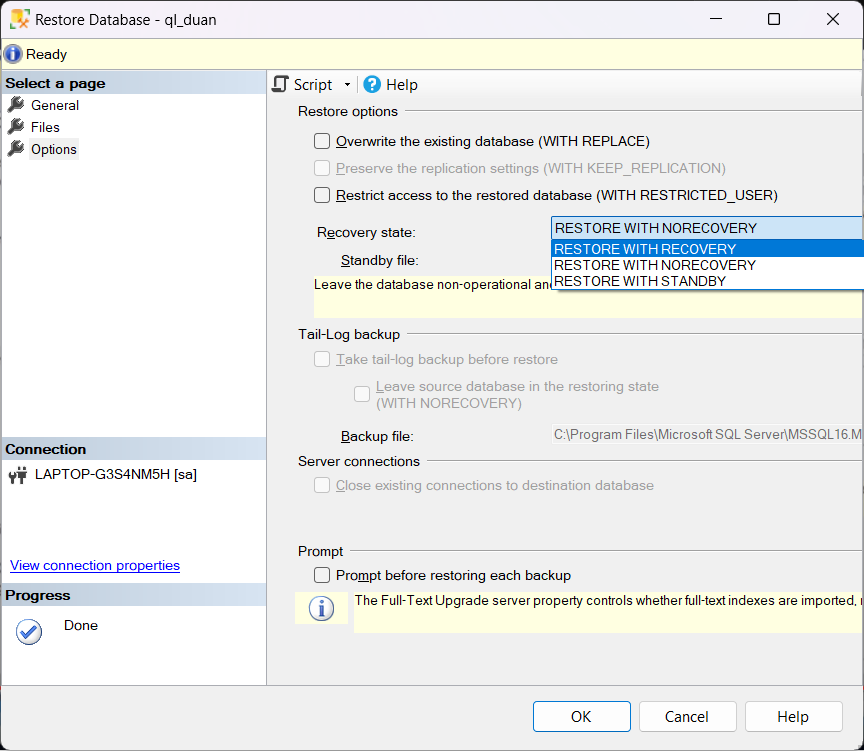 Restore Database - ql_duan
Ready
Select a page
General
Files
Options
Script
Help
Restore options
Overwrite the existing database (WITH REPLACE)
Preserve the replication settings (WITH KEEP_REPLICATION)
Restrict access to the restored database (WITH RESTRICTED_USER)
Recovery state:
RESTORE WITH NORECOVERY
RESTORE WITH RECOVERY
RESTORE WITH NORECOVERY
RESTORE WITH STANDBY
Standby file:
Leave the database non-operational
Tail-Log backup
Take tail-log backup before restore
Leave source database in the restoring state
(WITH NORECOVERY)
Backup file:
C:\Program Files\Microsoft SQL Server\MSSQL16.M
Server connections
Close existing connections to destination database
Prompt
Prompt before restoring each backup
The Full-Text Upgrade server property controls whether full-text indexes are imported,
Connection
LAPTOP-G3S4NM5H [sa]
View connection properties
Progress
Done
OK
Cancel
Help